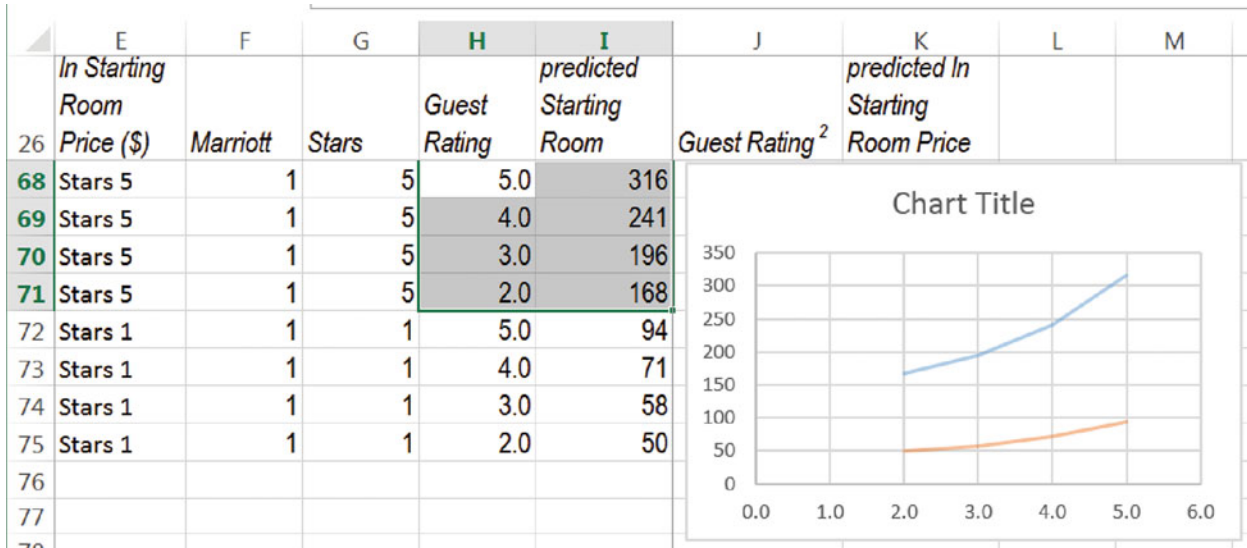 E F G H I J K L M
26 ln Starting Room Price ($) Marriott Stars Guest Rating predicted Starting Room Guest Rating ² predicted ln Starting Room Price
68 Stars 5 1 5 5.0 316
69 Stars 5 1 5 4.0 241
70 Stars 5 1 5 3.0 196
71 Stars 5 1 5 2.0 168
72 Stars 1 1 1 5.0 94
73 Stars 1 1 1 4.0 71
74 Stars 1 1 1 3.0 58
75 Stars 1 1 1 2.0 50
76
77
Chart Title
350
300
250
200
150
100
50
0
0.0 1.0 2.0 3.0 4.0 5.0 6.0